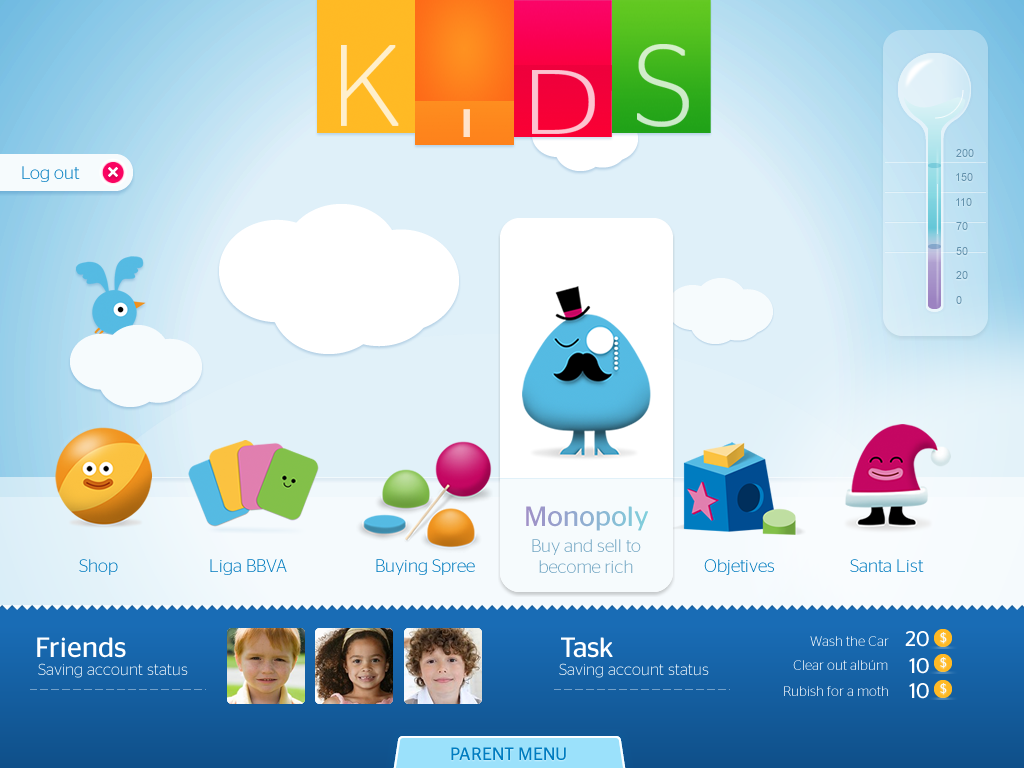 KiDS
Log out
200
150
110
70
50
20
0
Monopoly
Buy and sell to
become rich
Shop
Liga BBVA
Buying Spree
Objetives
Santa List
Friends
Saving account status
Task
Saving account status
Wash the Car 20 $
Clear out albúm 10 $
Rubish for a moth 10 $
PARENT MENU